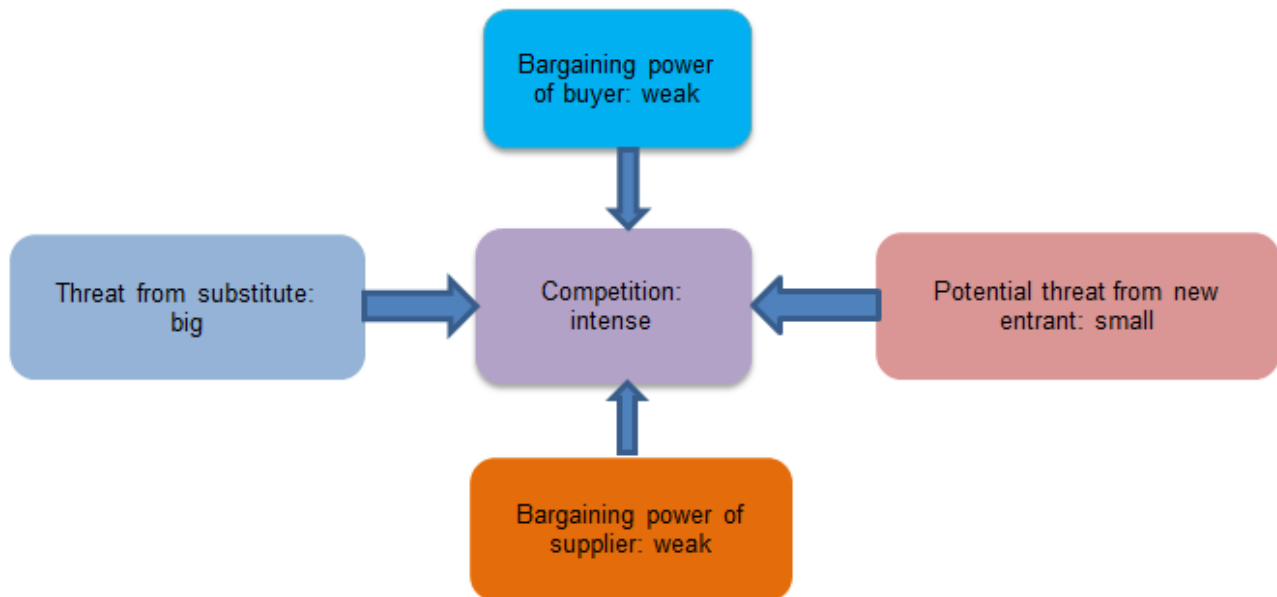 Bargaining power
of buyer: weak
Threat from substitute:
big
Competition:
intense
Potential threat from new
entrant: small
Bargaining power of
supplier: weak